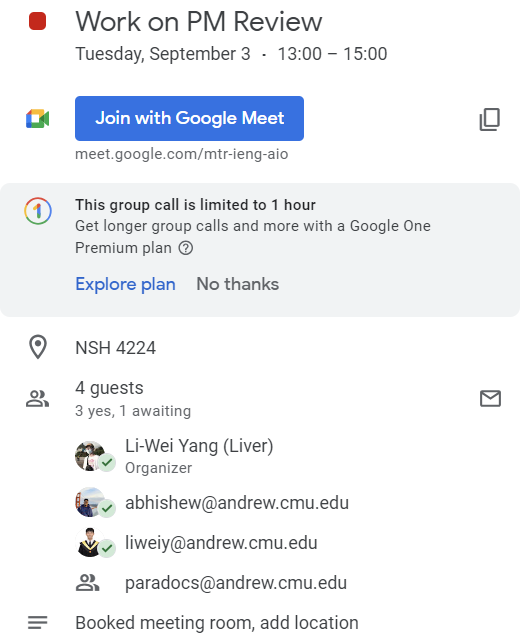 Work on PM Review
Tuesday, September 3 · 13:00 – 15:00
Join with Google Meet
meet.google.com/mtr-ieng-aio
This group call is limited to 1 hour
Get longer group calls and more with a Google One
Premium plan
Explore plan No thanks
NSH 4224
4 guests
3 yes, 1 awaiting
Li-Wei Yang (Liver)
Organizer
abhishew@andrew.cmu.edu
liweiy@andrew.cmu.edu
paradocs@andrew.cmu.edu
Booked meeting room, add location